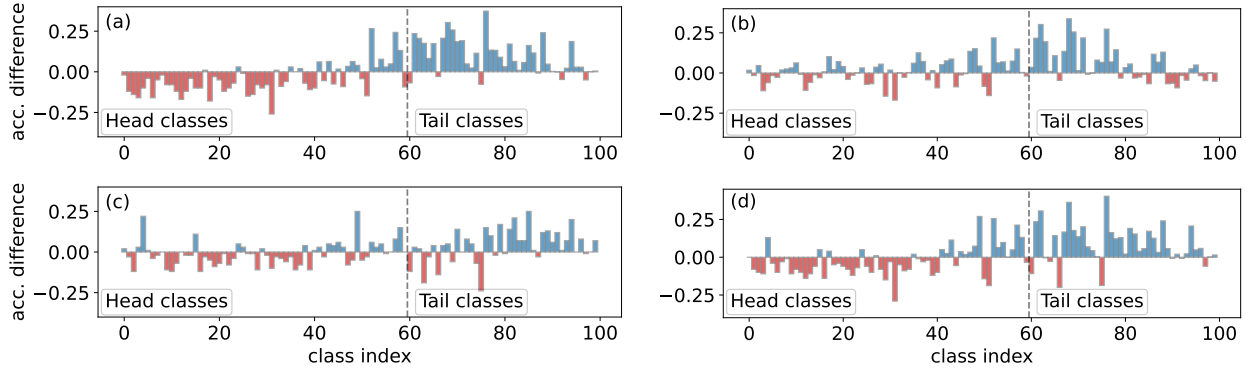 (a)
acc. difference
0.25
0.00
−0.25
Head classes
Tail classes
0 20 40 60 80 100
(b)
0.25
0.00
−0.25
Head classes
Tail classes
0 20 40 60 80 100
(c)
acc. difference
0.25
0.00
−0.25
Head classes
Tail classes
0 20 40 60 80 100
class index
(d)
0.25
0.00
−0.25
Head classes
Tail classes
0 20 40 60 80 100
class index